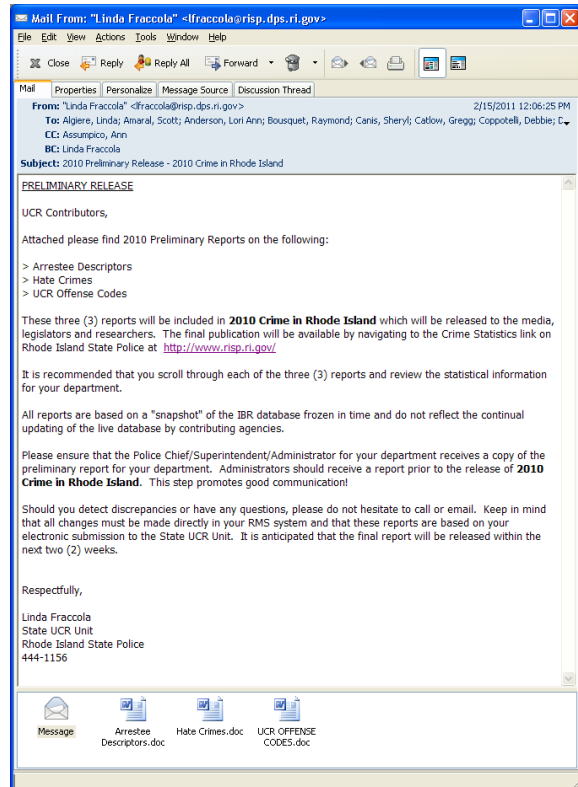 Mail From: "Linda Fraccola" <lfraccola@risp.dps.ri.gov>
File Edit View Actions Tools Window Help
Close Reply Reply All Forward
Mail Properties Personalize Message Source Discussion Thread
From: "Linda Fraccola" <lfraccola@risp.dps.ri.gov> 2/15/2011 12:06:25 PM
To: Algiere, Linda; Amaral, Scott; Anderson, Lori Ann; Bousquet, Raymond; Canis, Sheryl; Catlow, Gregg; Coppotelli, Debbie;
CC: Assumpico, Ann
BC: Linda Fraccola
Subject: 2010 Preliminary Release - 2010 Crime in Rhode Island
PRELIMINARY RELEASE
UCR Contributors,
Attached please find 2010 Preliminary Reports on the following:
> Arrestee Descriptors
> Hate Crimes
> UCR Offense Codes
These three (3) reports will be included in 2010 Crime in Rhode Island which will be released to the media,
legislators and researchers. The final publication will be available by navigating to the Crime Statistics link on
Rhode Island State Police at http://www.risp.ri.gov/
It is recommended that you scroll through each of the three (3) reports and review the statistical information
for your department.
All reports are based on a "snapshot" of the IBR database frozen in time and do not reflect the continual
updating of the live database by contributing agencies.
Please ensure that the Police Chief/Superintendent/Administrator for your department receives a copy of the
preliminary report for your department. Administrators should receive a report prior to the release of 2010
Crime in Rhode Island. This step promotes good communication!
Should you detect discrepancies or have any questions, please do not hesitate to call or email. Keep in mind
that all changes must be made directly in your RMS system and that these reports are based on your
electronic submission to the State UCR Unit. It is anticipated that the final report will be released within the
next two (2) weeks.
Respectfully,
Linda Fraccola
State UCR Unit
Rhode Island State Police
444-1156
Message Arrestee Hate Crimes.doc UCR OFFENSE
Descriptors.doc CODES.doc